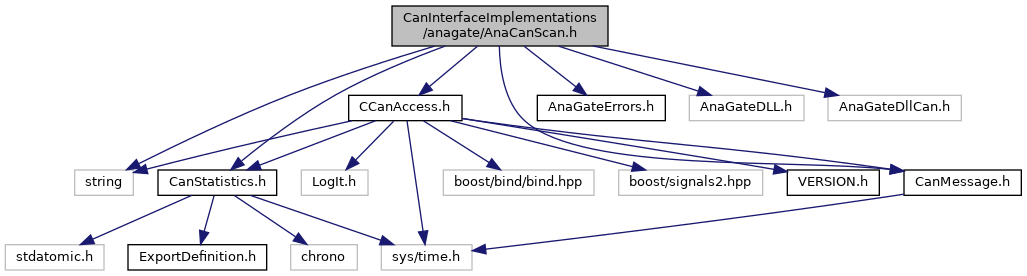 CanInterfaceImplementations
/anagate/AnaCanScan.h
CCanAccess.h
AnaGateErrors.h
AnaGateDLL.h
AnaGateDllCan.h
string
CanStatistics.h
LogIt.h
boost/bind/bind.hpp
boost/signals2.hpp
VERSION.h
CanMessage.h
stdatomic.h
ExportDefinition.h
chrono
sys/time.h